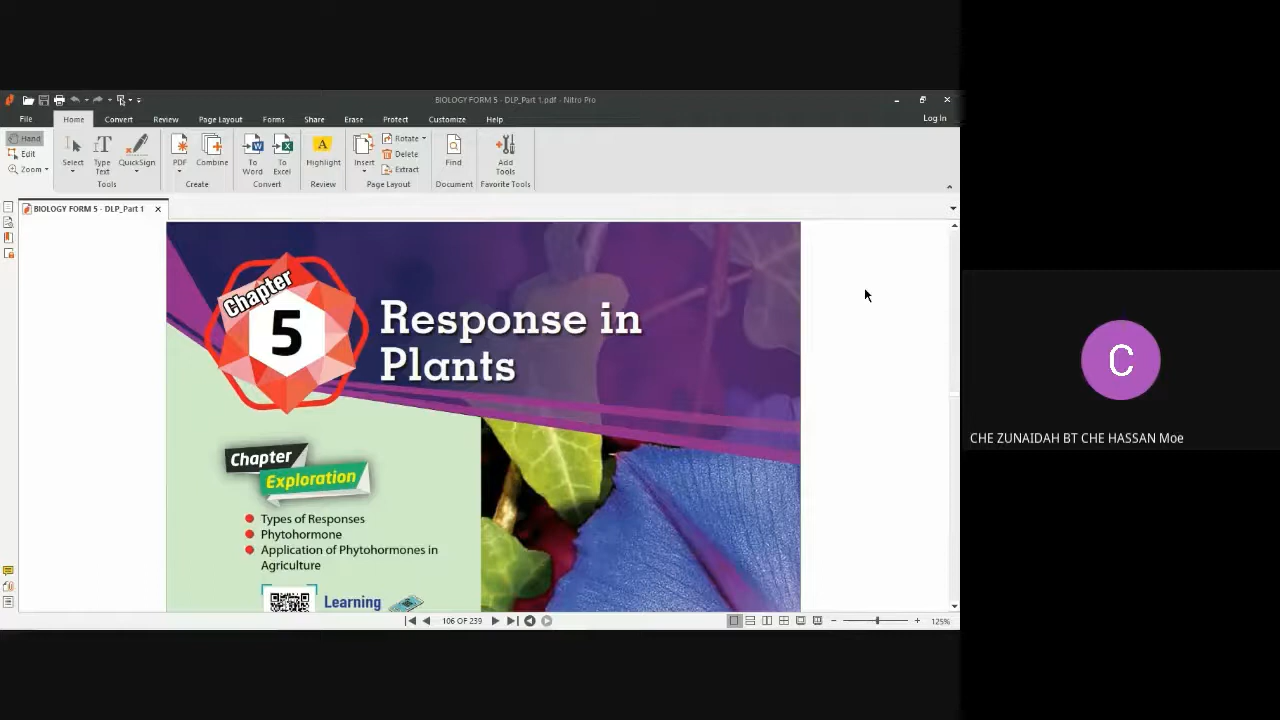 BIOLOGY FORM 5 - DLP_Part 1.pdf - Nitro Pro
File Home Convert Review Page Layout Forms Share Erase Protect Customize Help Log In
Hand
Edit
Zoom
Select
Type Text
QuickSign
Tools
PDF
Combine
Create
To Word
To Excel
Convert
A
Highlight
Review
Insert
Rotate
Delete
Extract
Page Layout
Find
Document
Add Tools
Favorite Tools
BIOLOGY FORM 5 - DLP_Part 1
Chapter
5
Response in
Plants
Chapter
Exploration
Types of Responses
Phytohormone
Application of Phytohormones in
Agriculture
Learning
106 OF 239
125%
C
CHE ZUNAIDAH BT CHE HASSAN Moe